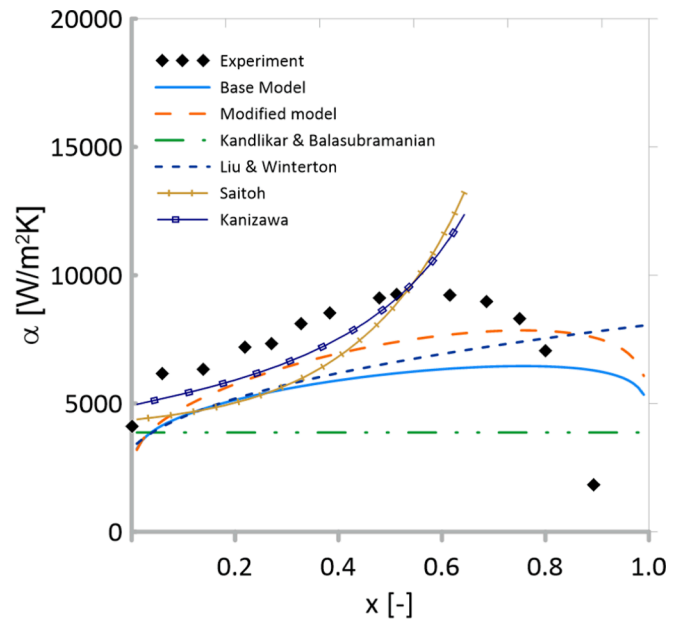 20000
15000
10000
5000
0
α [W/m²K]
Experiment
Base Model
Modified model
Kandlikar & Balasubramanian
Liu & Winterton
Saitoh
Kanizawa
0.2 0.4 0.6 0.8 1.0
x [-]